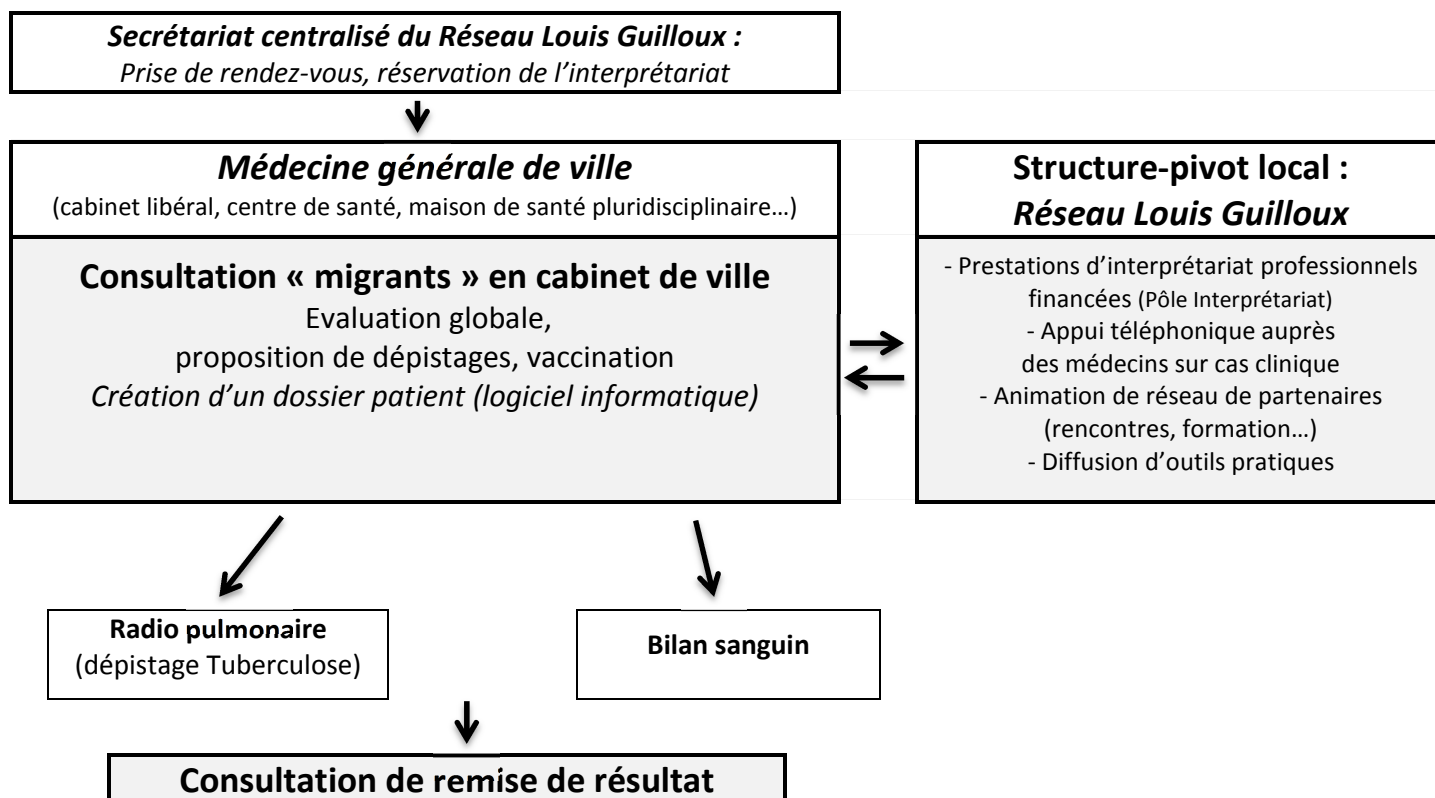 Secrétariat centralisé du Réseau Louis Guilloux :
Prise de rendez-vous, réservation de l’interprétariat
Médecine générale de ville
(cabinet libéral, centre de santé, maison de santé pluridisciplinaire…)
Consultation « migrants » en cabinet de ville
Evaluation globale,
proposition de dépistages, vaccination
Création d’un dossier patient (logiciel informatique)
Structure-pivot local :
Réseau Louis Guilloux
- Prestations d’interprétariat professionnels
financées (Pôle Interprétariat)
- Appui téléphonique auprès
des médecins sur cas clinique
- Animation de réseau de partenaires
(rencontres, formation…)
- Diffusion d’outils pratiques
Radio pulmonaire
(dépistage Tuberculose)
Bilan sanguin
Consultation de remise de résultat